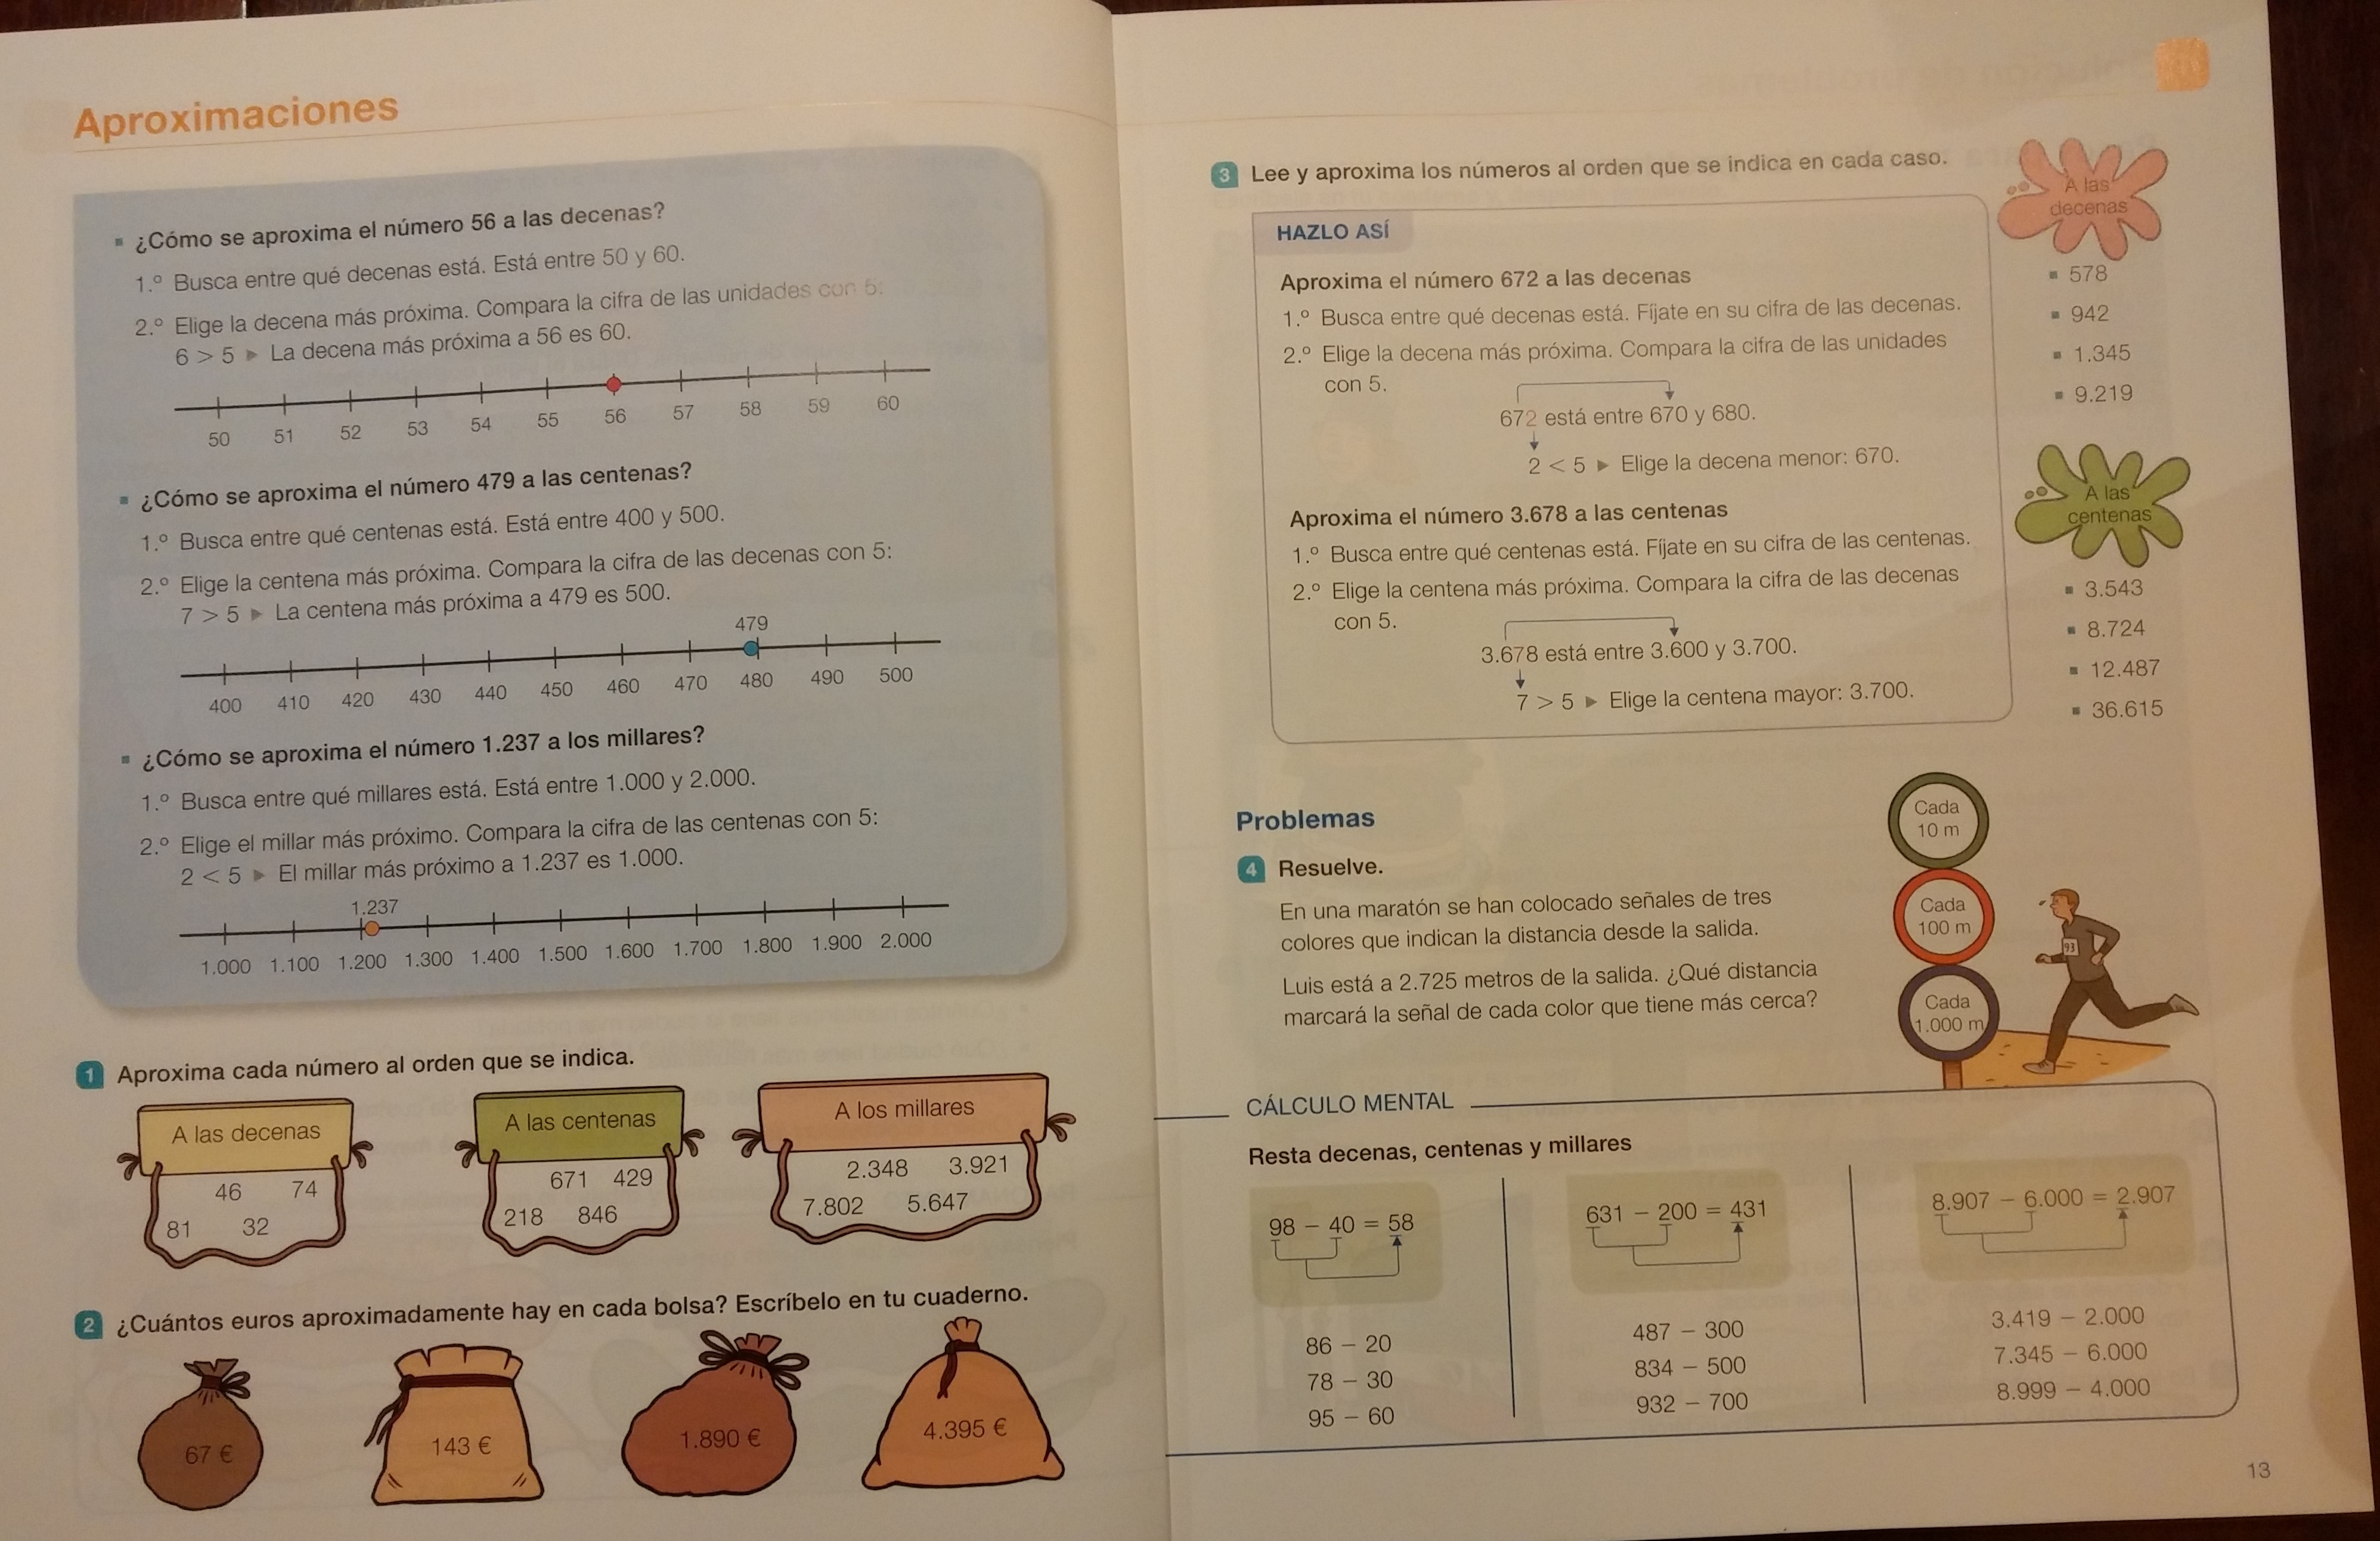 Aproximaciones
¿Cómo se aproxima el número 56 a las decenas?
1.º Busca entre qué decenas está. Está entre 50 y 60.
2.º Elige la decena más próxima. Compara la cifra de las unidades con 5:
6 > 5 ▶ La decena más próxima a 56 es 60.
50 51 52 53 54 55 56 57 58 59 60
¿Cómo se aproxima el número 479 a las centenas?
1.º Busca entre qué centenas está. Está entre 400 y 500.
2.º Elige la centena más próxima. Compara la cifra de las decenas con 5:
7 > 5 ▶ La centena más próxima a 479 es 500.
479
400 410 420 430 440 450 460 470 480 490 500
¿Cómo se aproxima el número 1.237 a los millares?
1.º Busca entre qué millares está. Está entre 1.000 y 2.000.
2.º Elige el millar más próximo. Compara la cifra de las centenas con 5:
2 < 5 ▶ El millar más próximo a 1.237 es 1.000.
1.237
1.000 1.100 1.200 1.300 1.400 1.500 1.600 1.700 1.800 1.900 2.000
1 Aproxima cada número al orden que se indica.
A las decenas
46 74
81 32
A las centenas
671 429
218 846
A los millares
2.348 3.921
7.802 5.647
2 ¿Cuántos euros aproximadamente hay en cada bolsa? Escríbelo en tu cuaderno.
67 €
143 €
1.890 €
4.395 €
3 Lee y aproxima los números al orden que se indica en cada caso.
HAZLO ASÍ
Aproxima el número 672 a las decenas
1.º Busca entre qué decenas está. Fíjate en su cifra de las decenas.
2.º Elige la decena más próxima. Compara la cifra de las unidades
con 5.
672 está entre 670 y 680.
2 < 5 ▶ Elige la decena menor: 670.
Aproxima el número 3.678 a las centenas
1.º Busca entre qué centenas está. Fíjate en su cifra de las centenas.
2.º Elige la centena más próxima. Compara la cifra de las decenas
con 5.
3.678 está entre 3.600 y 3.700.
7 > 5 ▶ Elige la centena mayor: 3.700.
A las
decenas
578
942
1.345
9.219
A las
centenas
3.543
8.724
12.487
36.615
Problemas
4 Resuelve.
En una maratón se han colocado señales de tres
colores que indican la distancia desde la salida.
Luis está a 2.725 metros de la salida. ¿Qué distancia
marcará la señal de cada color que tiene más cerca?
Cada
10 m
Cada
100 m
Cada
1.000 m
93
CÁLCULO MENTAL
Resta decenas, centenas y millares
98 − 40 = 58
86 − 20
78 − 30
95 − 60
631 − 200 = 431
487 − 300
834 − 500
932 − 700
8.907 − 6.000 = 2.907
3.419 − 2.000
7.345 − 6.000
8.999 − 4.000
13